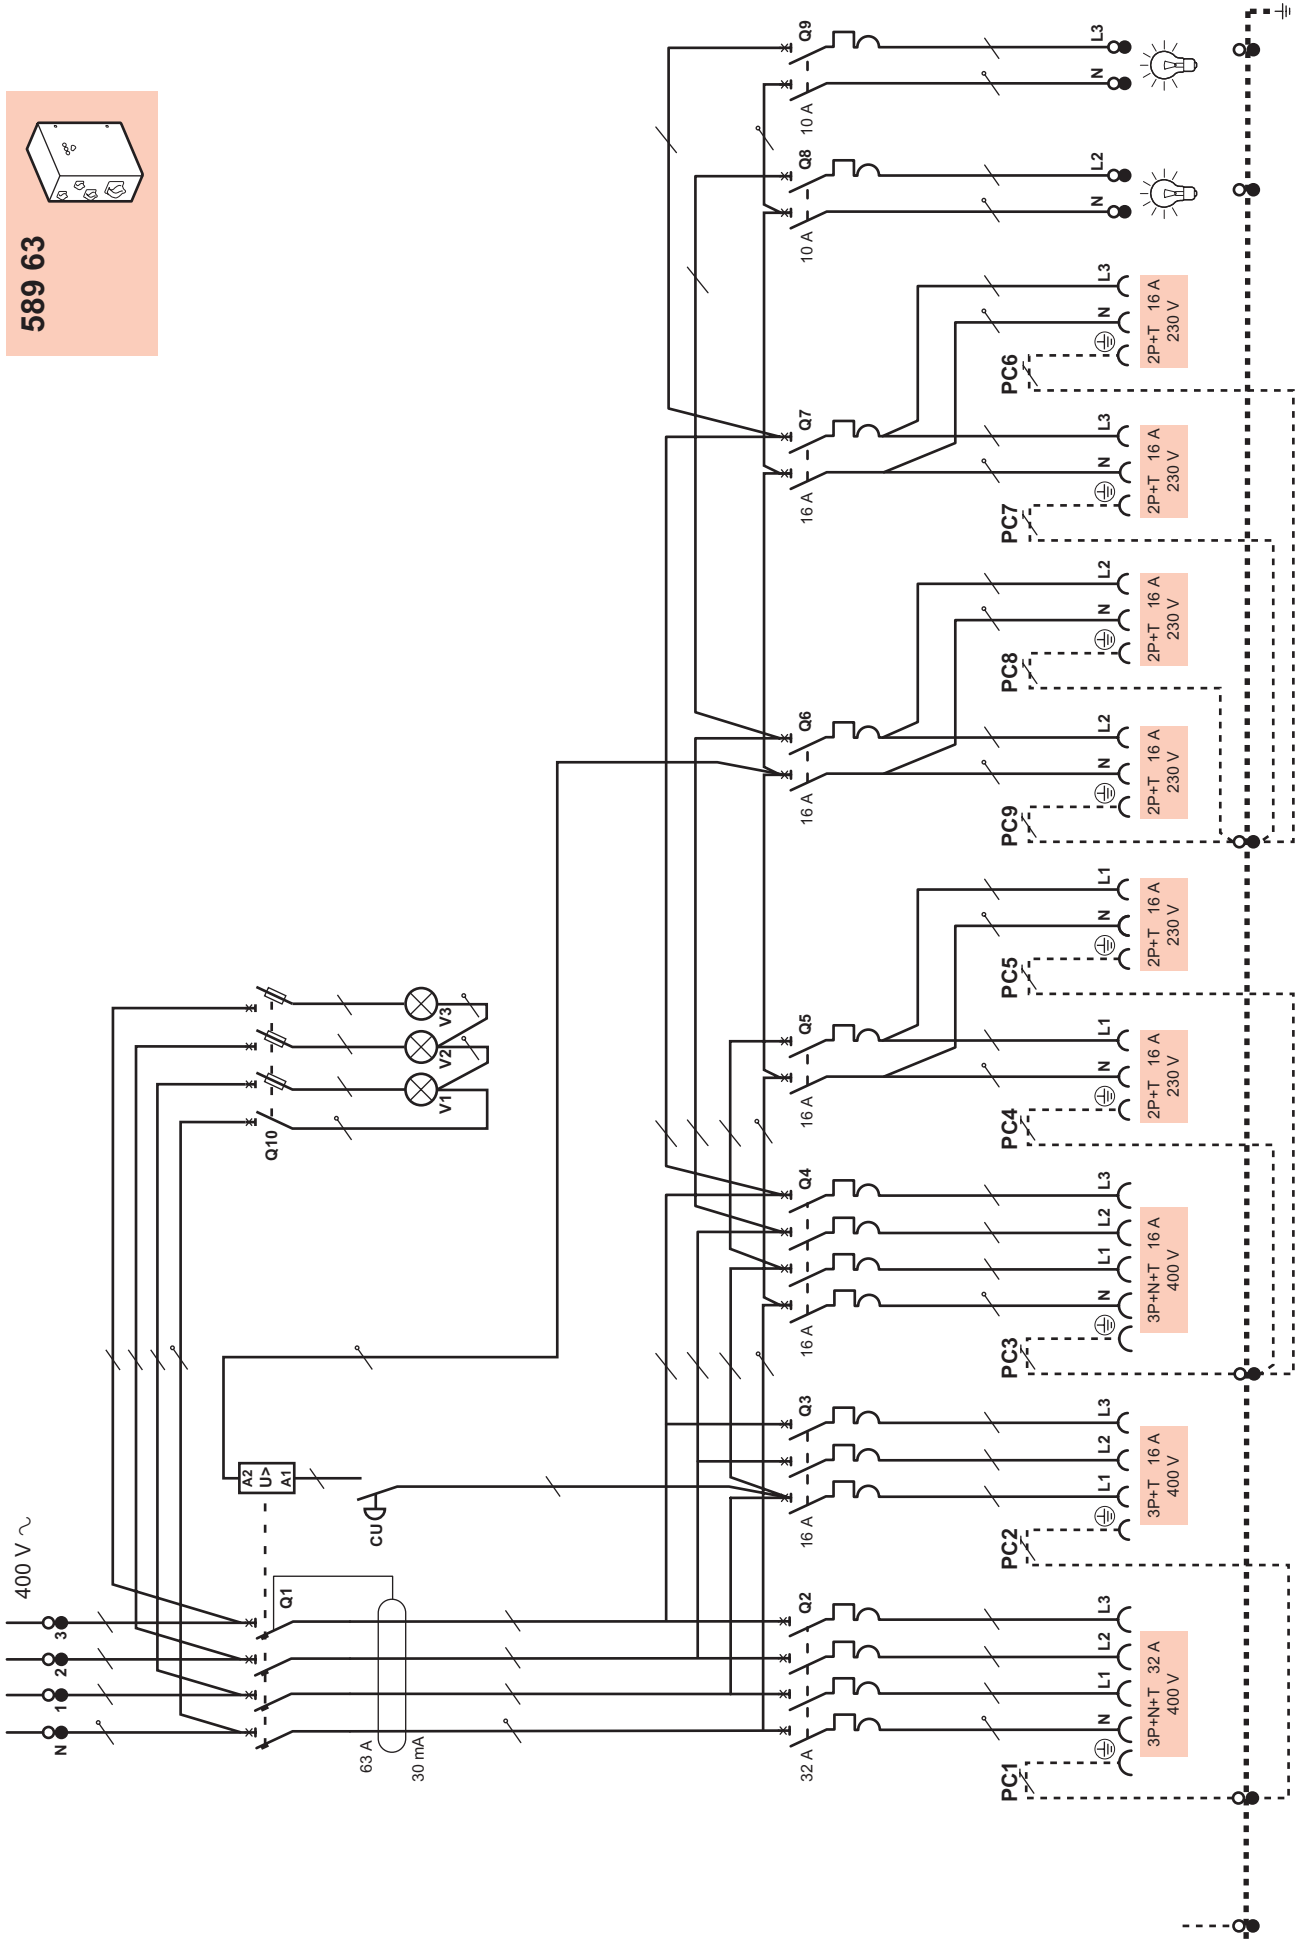 589 63
400 V ~
N 1 2 3
Q1
63 A
30 mA
A2
U>
A1
CU
Q10
V1 V2 V3
Q2
32 A
Q3
16 A
Q4
16 A
Q5
16 A
Q6
16 A
Q7
16 A
Q8
10 A
Q9
10 A
PC1
N L1 L2 L3
3P+N+T 32 A
400 V
PC2
L1 L2 L3
3P+T 16 A
400 V
PC3
N L1 L2 L3
3P+N+T 16 A
400 V
PC4
N L1
2P+T 16 A
230 V
PC5
N L1
2P+T 16 A
230 V
PC9
N L2
2P+T 16 A
230 V
PC8
N L2
2P+T 16 A
230 V
PC7
N L3
2P+T 16 A
230 V
PC6
N L3
2P+T 16 A
230 V
N L2
N L3